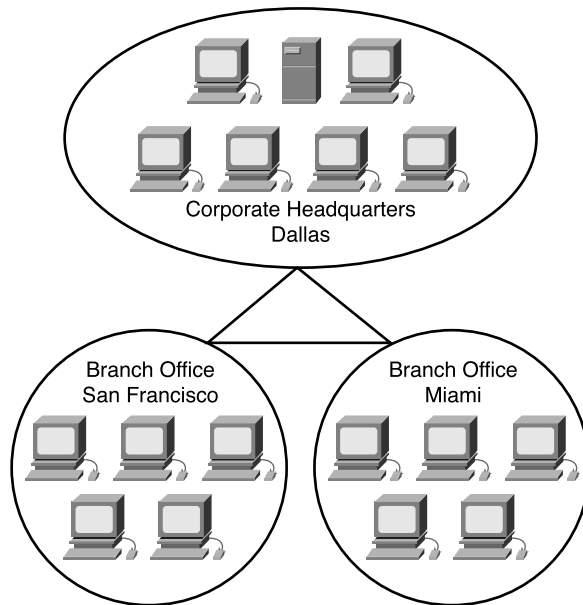 Corporate Headquarters
Dallas
Branch Office
San Francisco
Branch Office
Miami